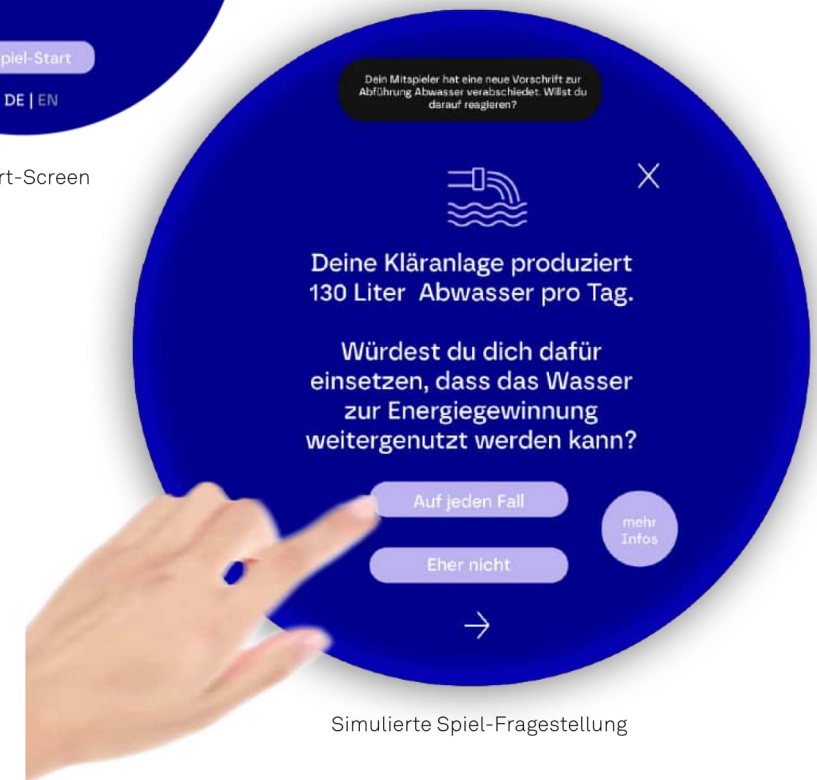 piel-Start
DE | EN
rt-Screen
Dein Mitspieler hat eine neue Vorschrift zur
Abführung Abwasser verabschiedet. Willst du
darauf reagieren?
Deine Kläranlage produziert
130 Liter Abwasser pro Tag.
Würdest du dich dafür
einsetzen, dass das Wasser
zur Energiegewinnung
weitergenutzt werden kann?
Auf jeden Fall
mehr
Infos
Eher nicht
Simulierte Spiel-Fragestellung